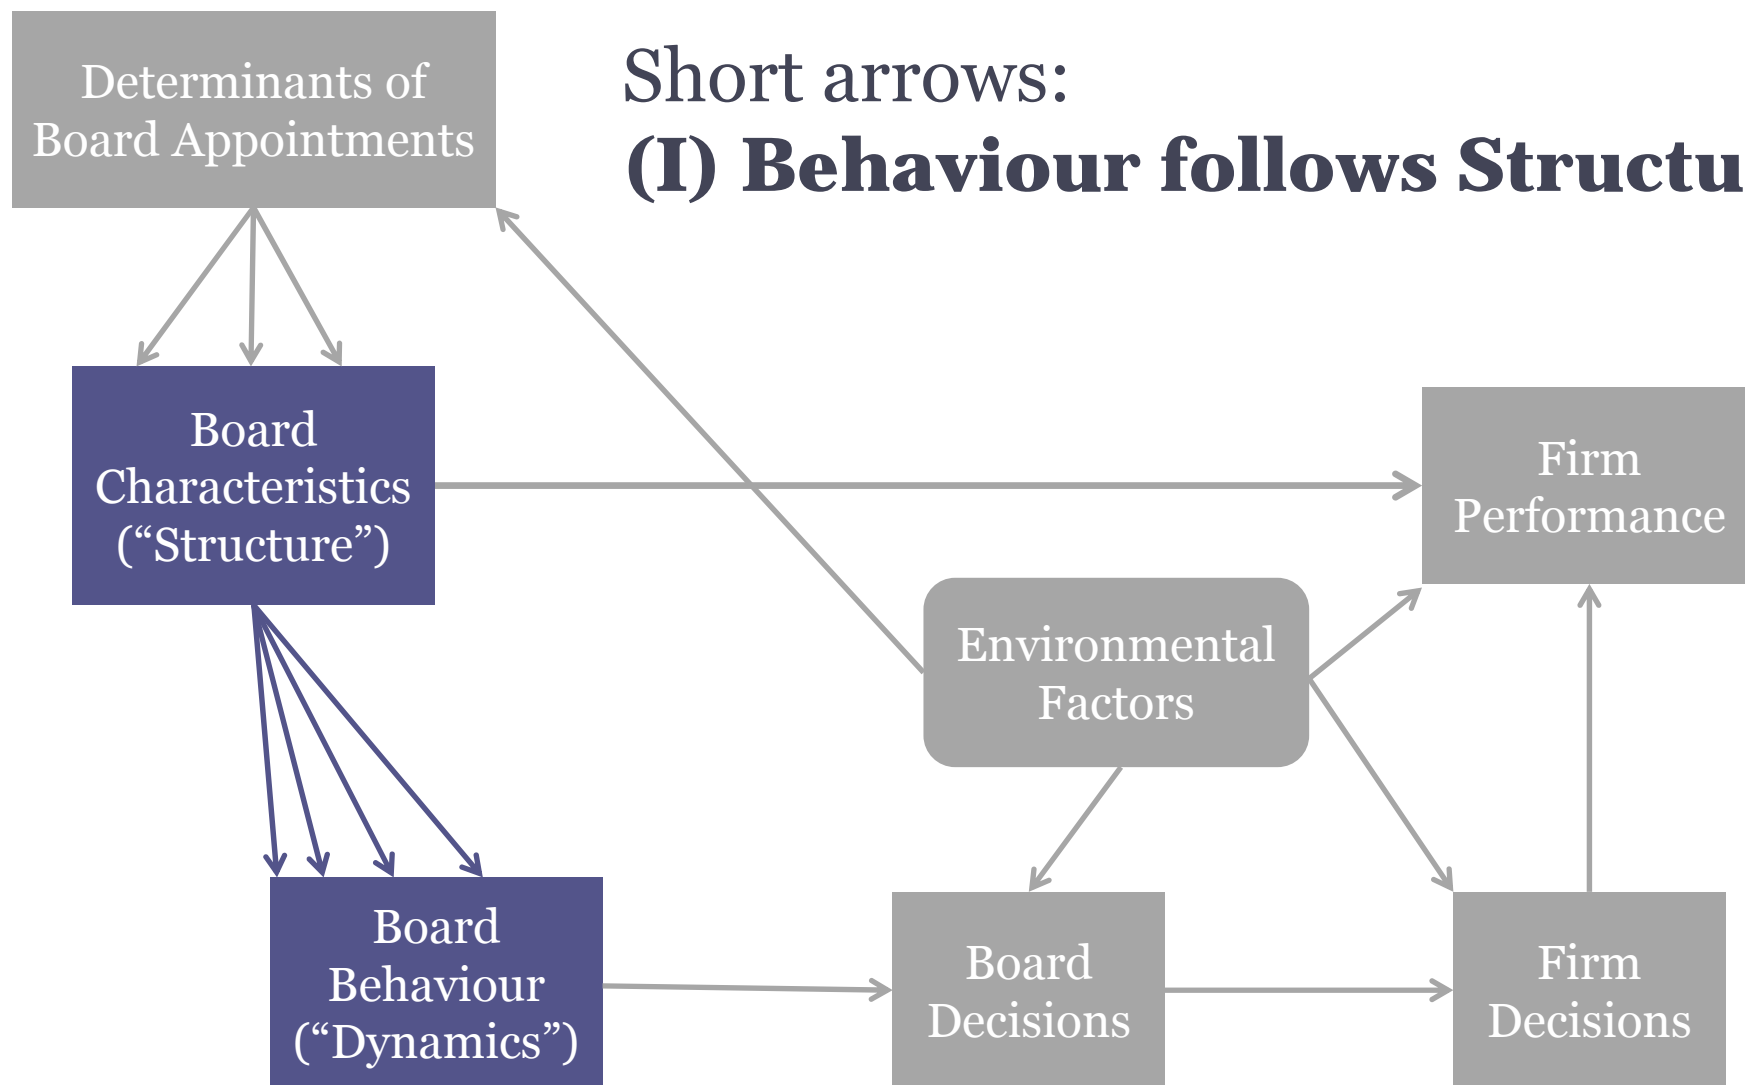 Determinants of
Board Appointments
Short arrows:
(I) Behaviour follows Structu
Board
Characteristics
(“Structure”)
Firm
Performance
Environmental
Factors
Board
Behaviour
(“Dynamics”)
Board
Decisions
Firm
Decisions